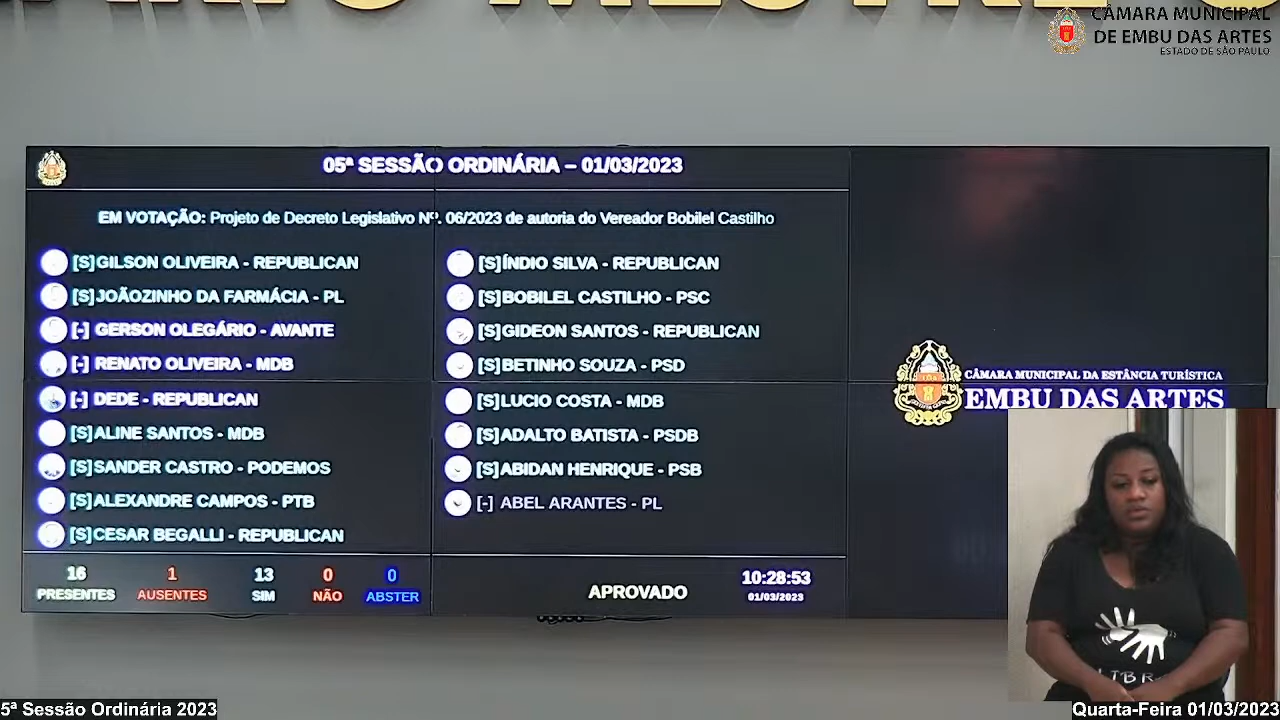 CÂMARA MUNICIPAL
DE EMBU DAS ARTES
ESTADO DE SÃO PAULO
05ª SESSÃO ORDINÁRIA – 01/03/2023
EM VOTAÇÃO: Projeto de Decreto Legislativo Nº. 06/2023 de autoria do Vereador Bobilel Castilho
[S]GILSON OLIVEIRA - REPUBLICAN
[S]JOÃOZINHO DA FARMÁCIA - PL
[-] GERSON OLEGÁRIO - AVANTE
[-] RENATO OLIVEIRA - MDB
[-] DEDE - REPUBLICAN
[S]ALINE SANTOS - MDB
[S]SANDER CASTRO - PODEMOS
[S]ALEXANDRE CAMPOS - PTB
[S]CESAR BEGALLI - REPUBLICAN
[S]ÍNDIO SILVA - REPUBLICAN
[S]BOBILEL CASTILHO - PSC
[S]GIDEON SANTOS - REPUBLICAN
[S]BETINHO SOUZA - PSD
[S]LUCIO COSTA - MDB
[S]ADALTO BATISTA - PSDB
[S]ABIDAN HENRIQUE - PSB
[-] ABEL ARANTES - PL
16 1 13 0 0
PRESENTES AUSENTES SIM NÃO ABSTER
APROVADO
10:28:53
01/03/2023
CÂMARA MUNICIPAL DA ESTÂNCIA TURÍSTICA
EMBU DAS ARTES
LIBR
5ª Sessão Ordinária 2023
Quarta-Feira 01/03/2023